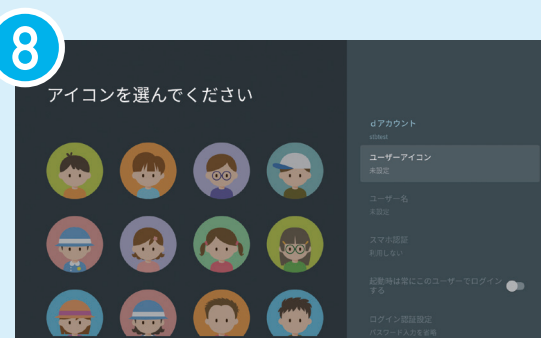 8
アイコンを選んでください
dアカウント
ユーザーアイコン
未設定
ユーザー名
未設定
スマホ認証
利用しない
起動時は常にこのユーザーでログイン
する
ログイン認証設定
パスワード入力を省略